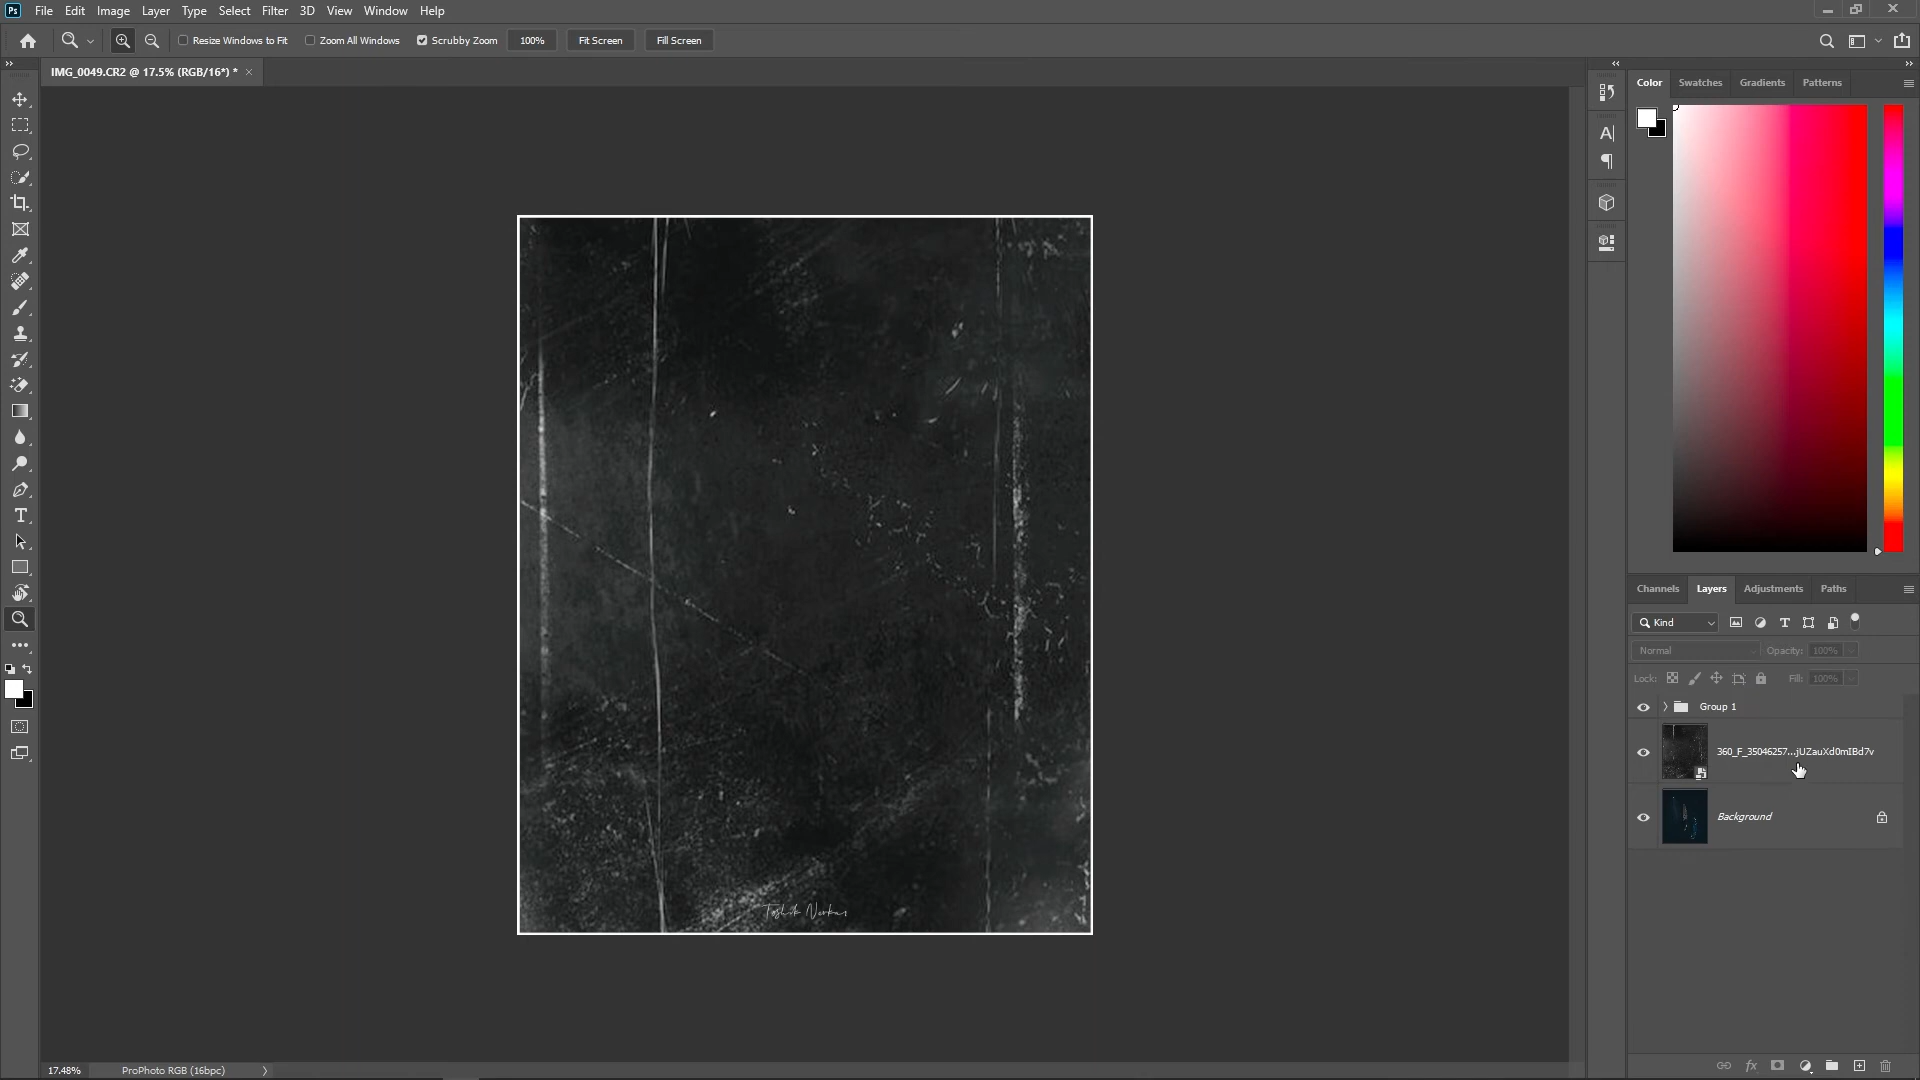 Ps File Edit Image Layer Type Select Filter 3D View Window Help
Resize Windows to Fit Zoom All Windows Scrubby Zoom 100% Fit Screen Fill Screen
IMG_0049.CR2 @ 17.5% (RGB/16*) * ×
Color Swatches Gradients Patterns
Channels Layers Adjustments Paths
Kind
Normal Opacity: 100%
Lock: Fill: 100%
Group 1
360_F_35046257...jUZauXd0mIBd7v
Background
17.48% ProPhoto RGB (16bpc)